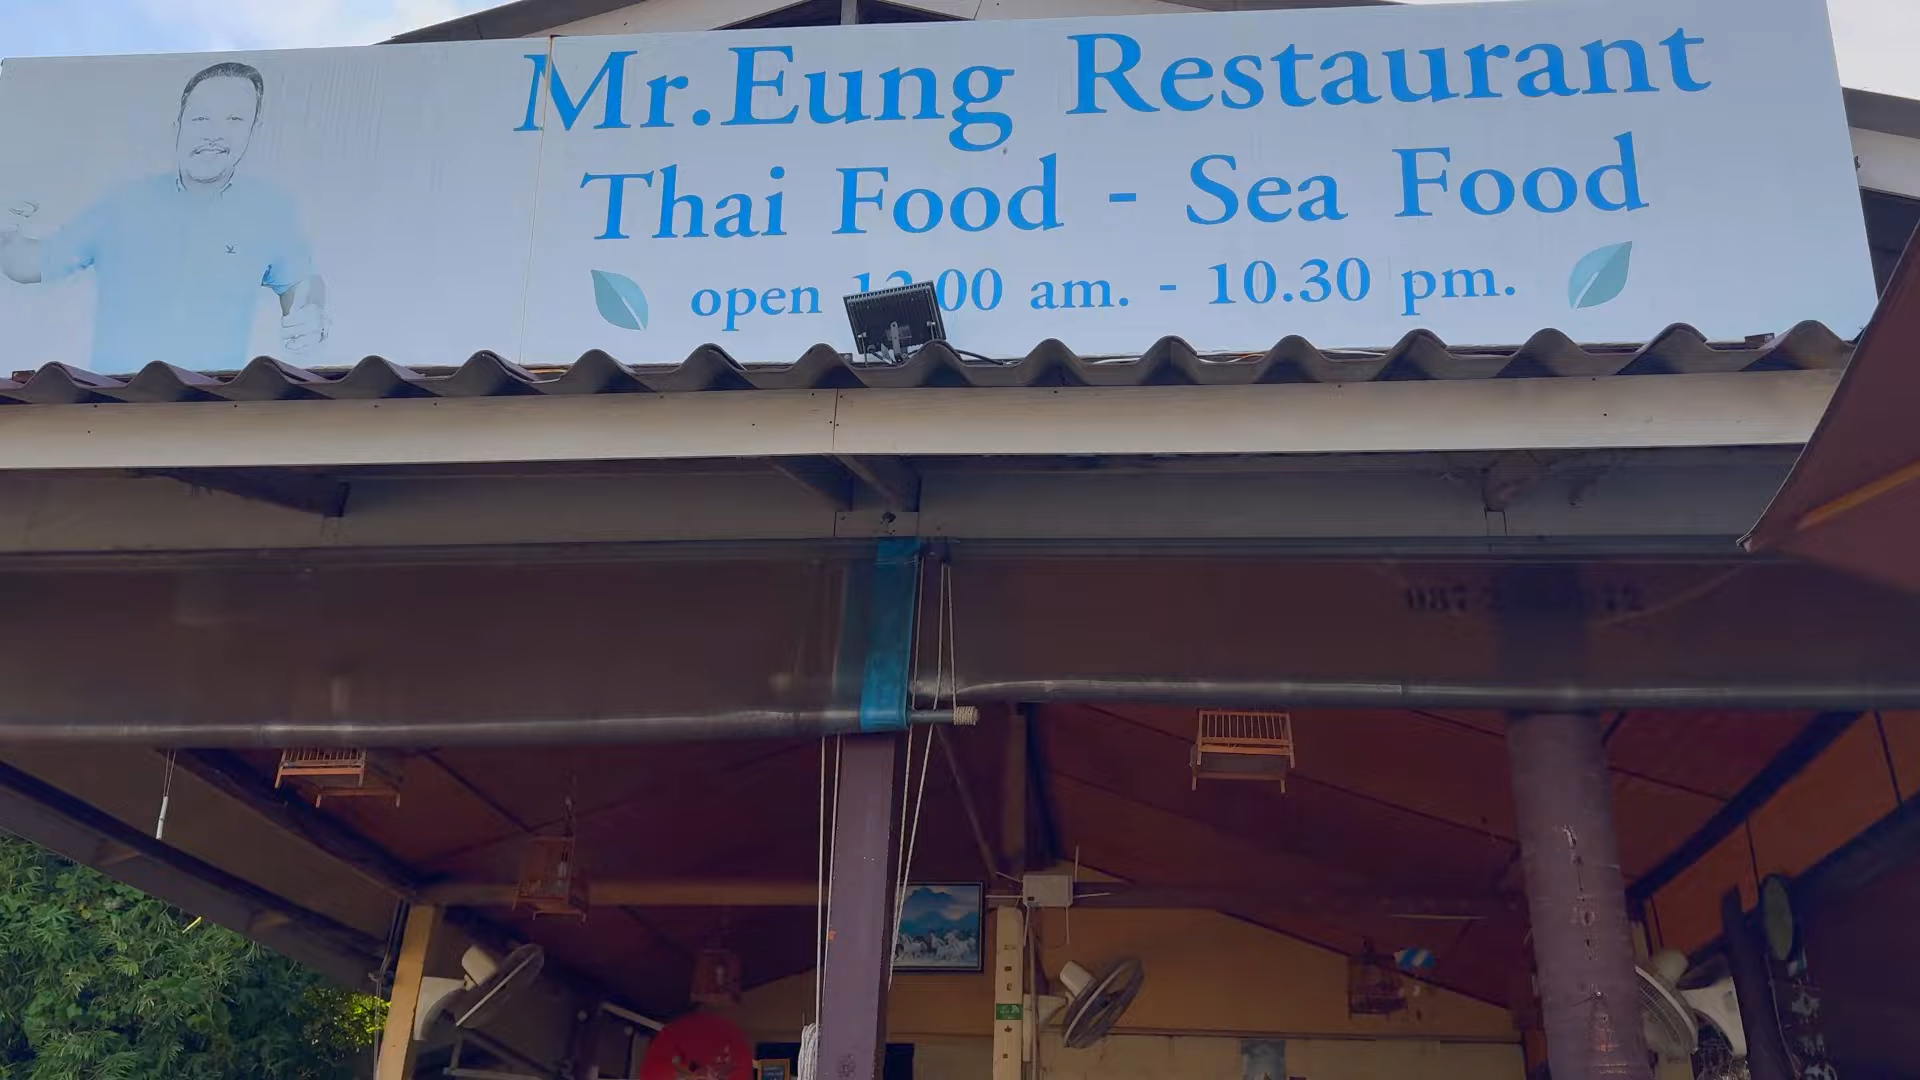 Mr.Eung Restaurant
Thai Food - Sea Food
open 12.00 am. - 10.30 pm.